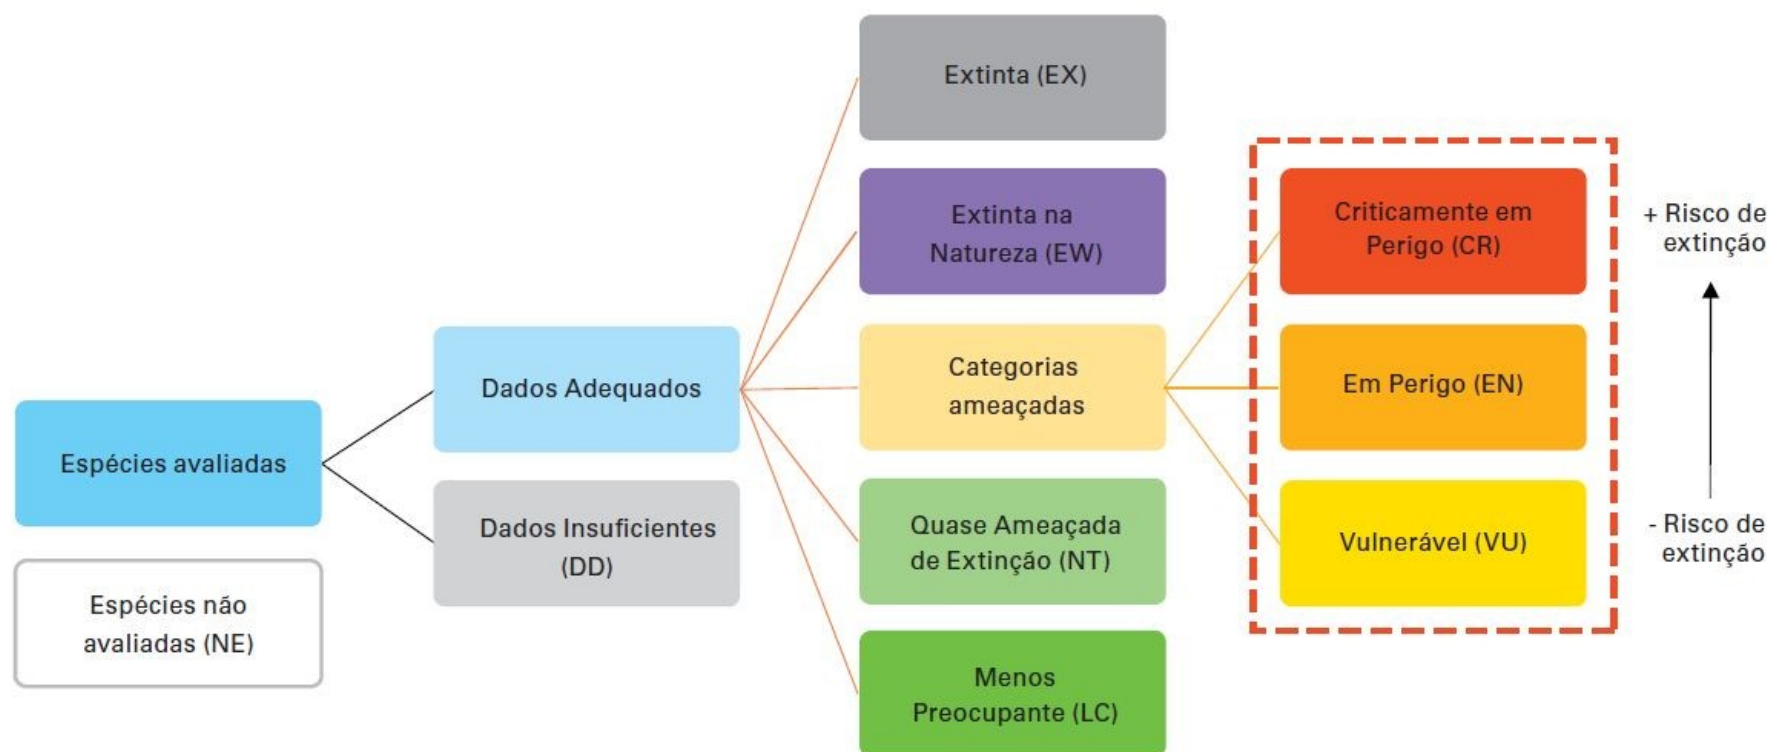 Espécies avaliadas
Espécies não
avaliadas (NE)
Dados Adequados
Dados Insuficientes
(DD)
Extinta (EX)
Extinta na
Natureza (EW)
Categorias
ameaçadas
Quase Ameaçada
de Extinção (NT)
Menos
Preocupante (LC)
Criticamente em
Perigo (CR)
Em Perigo (EN)
Vulnerável (VU)
+ Risco de
extinção
- Risco de
extinção